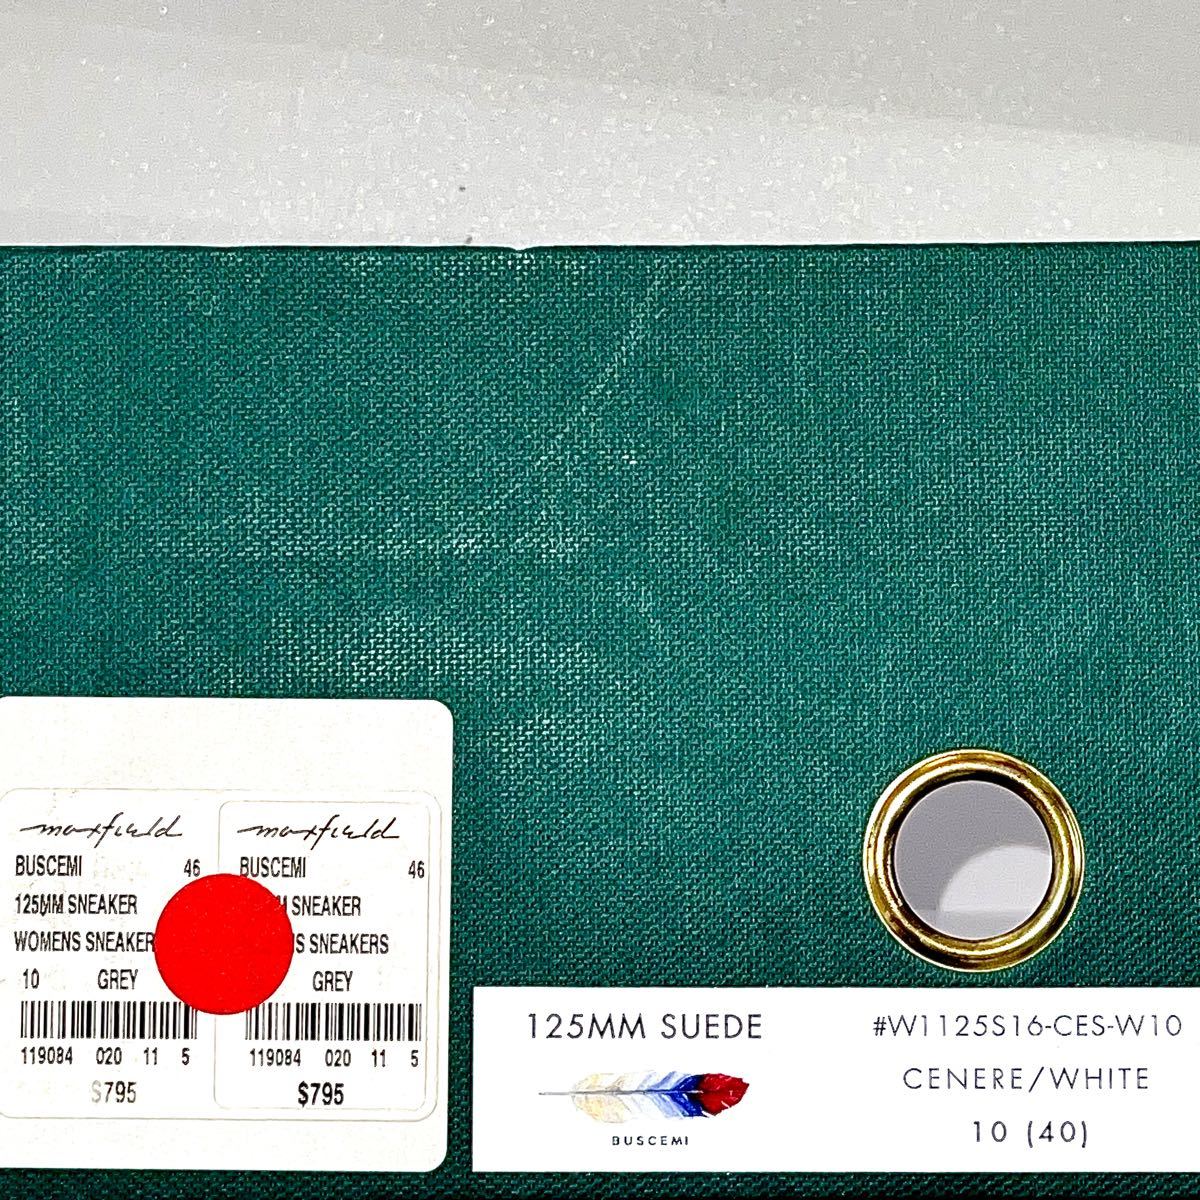 maxfield
BUSCEMI 46
125MM SNEAKER
WOMENS SNEAKER
10 GREY
119084 020 11 5
$795
maxfield
BUSCEMI 46
SNEAKER
SNEAKERS
GREY
119084 020 11 5
$795
125MM SUEDE
BUSCEMI
#W1125S16-CES-W10
CENERE/WHITE
10 (40)